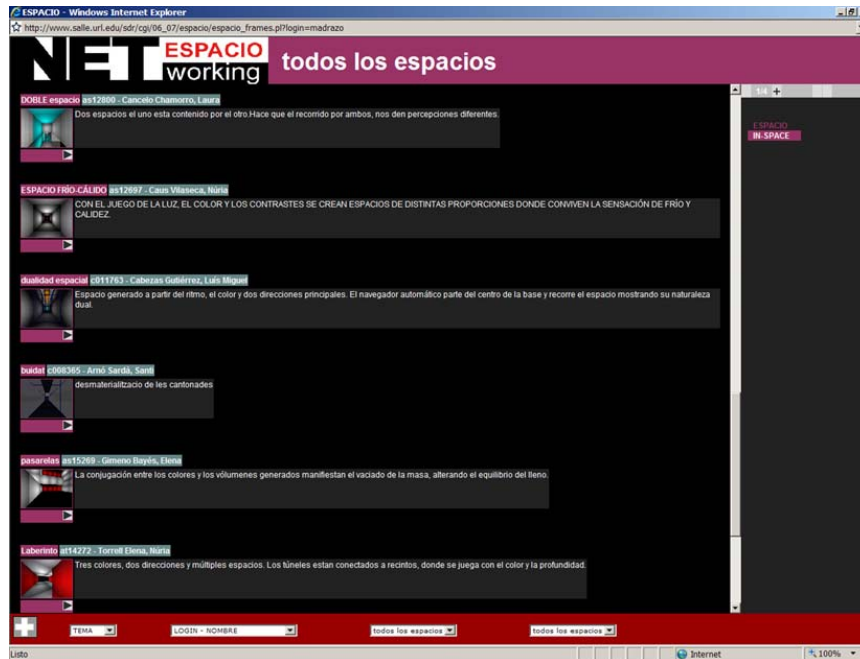 ESPACIO - Windows Internet Explorer
http://www.salle.url.edu/sdr/cgi/06_07/espacio/espacio_frames.pl?login=madrazo
NET ESPACIO
working
todos los espacios
1/4 +
ESPACIO
IN-SPACE
DOBLE espacio as12800 - Cancelo Chamorro, Laura
Dos espacios el uno esta contenido por el otro.Hace que el recorrido por ambos, nos den percepciones diferentes.
ESPACIO FRÍO-CÁLIDO as12697 - Caus Vilaseca, Núria
CON EL JUEGO DE LA LUZ, EL COLOR Y LOS CONTRASTES SE CREAN ESPACIOS DE DISTINTAS PROPORCIONES DONDE CONVIVEN LA SENSACIÓN DE FRÍO Y
CALIDEZ.
dualidad espacial c011763 - Cabezas Gutiérrez, Luís Miguel
Espacio generado a partir del ritmo, el color y dos direcciones principales. El navegador automático parte del centro de la base y recorre el espacio mostrando su naturaleza
dual.
buidat c008365 - Arnó Sardà, Santi
desmaterialitzacio de les cantonades
pasarelas as15269 - Gimeno Bayés, Elena
La conjugación entre los colores y los vólumenes generados manifiestan el vaciado de la masa, alterando el equilibrio del lleno.
Laberinto at14272 - Torrell Elena, Núria
Tres colores, dos direcciones y múltiples espacios. Los túneles estan conectados a recintos, donde se juega con el color y la profundidad.
TEMA
LOGIN - NOMBRE
todos los espacios
todos los espacios
Listo
Internet
100%